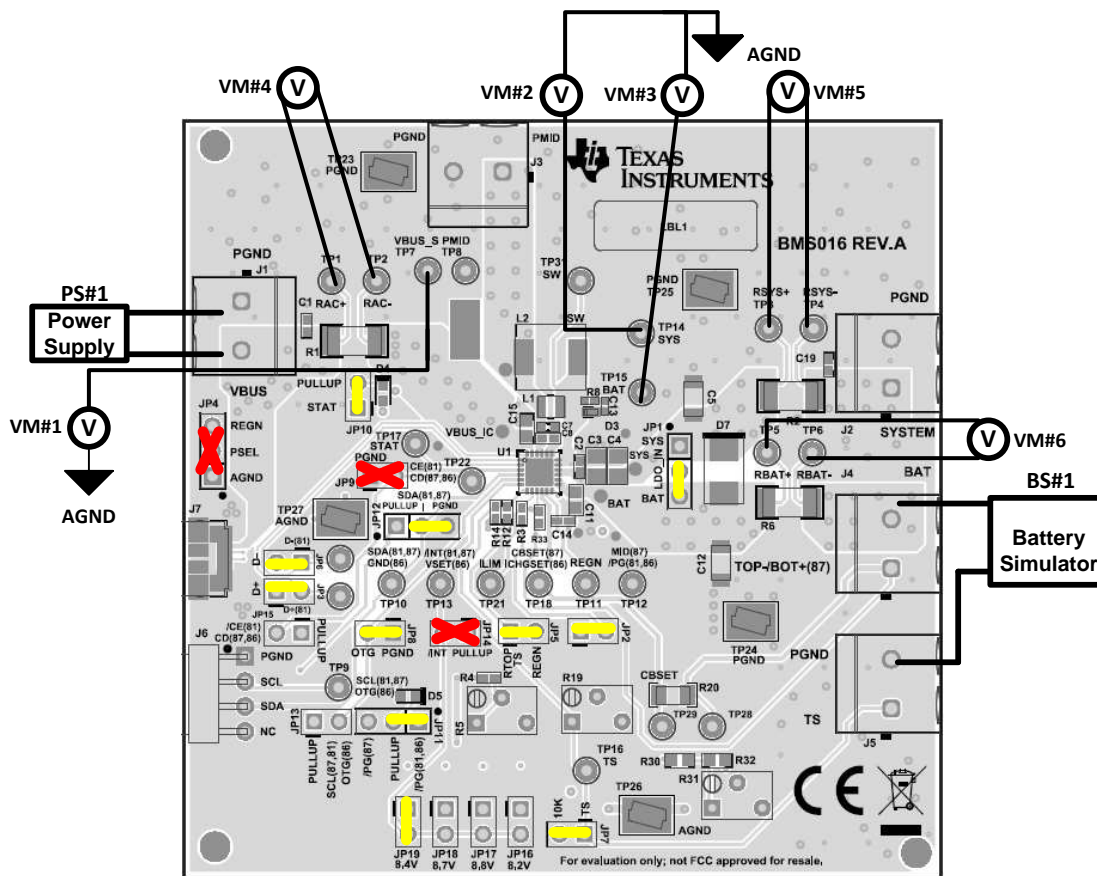 AGND
VM#4
V
VM#2
V
VM#3
V
V
VM#5
PGND
PMID
TP23
PGND
J3
TEXAS
INSTRUMENTS
LBL1
BMS016 REV.A
PGND
J1
TP1
TP2
VBUS_S
TP7
PMID
TP8
TP3
SW
PGND
TP25
RSYS+
TP3
RSYS-
TP4
PGND
PS#1
Power
Supply
RAC+
RAC-
C1
R1
L2
SW
TP14
SYS
C19
VBUS
PULLUP
STAT
D4
JP10
TP15
BAT
C5
R2
J2
SYSTEM
VM#1
V
JP4
REGN
PSEL
AGND
L1
R8
C13
C15
C7
C8
D3
JP1
SYS
IN
LDO
BAT
D7
TP5
TP6
V
VM#6
TP17
STAT
VBUS_IC
U1
C2
C3
C4
SYS
RBAT+
RBAT-
J4
BAT
AGND
PGND
JP9
CE(81)
CD(87,86)
TP22
BAT
R6
BS#1
Battery
Simulator
J7
TP27
AGND
JP12
SDA(81,87)
PULLUP
PGND
R14
R12
R3
R33
C14
C11
C12
TOP-/BOT+(87)
D-(81)
D-
JP6
D+
JP3
D+(81)
SDA(81,87)
GND(86)
/INT(81,87)
VSET(86)
ILIM
CBSET(87)
ICHGSET(86)
REGN
MID(87)
/PG(81,86)
TP10
TP13
TP21
TP18
TP11
TP12
TP24
PGND
JP15
/CE(81)
CD(87,86)
PULLUP
OTG
PGND
JP8
/INT
PULLUP
JP14
RTOP
TS
REGN
JP5
JP2
PGND
J6
PGND
SCL
SDA
NC
TP9
SCL(81,87)
OTG(86)
D5
R4
R5
R19
CBSET
R20
TP29
TP28
TS
J5
JP13
PULLUP
SCL(87,81)
OTG(86)
/PG(87)
PULLUP
/PG(81,86)
JP11
TP16
TS
R30
R32
R31
CE
TP26
AGND
10K
TS
JP7
JP19
8,4V
JP18
8,7V
JP17
8,8V
JP16
8,2V
For evaluation only; not FCC approved for resale.